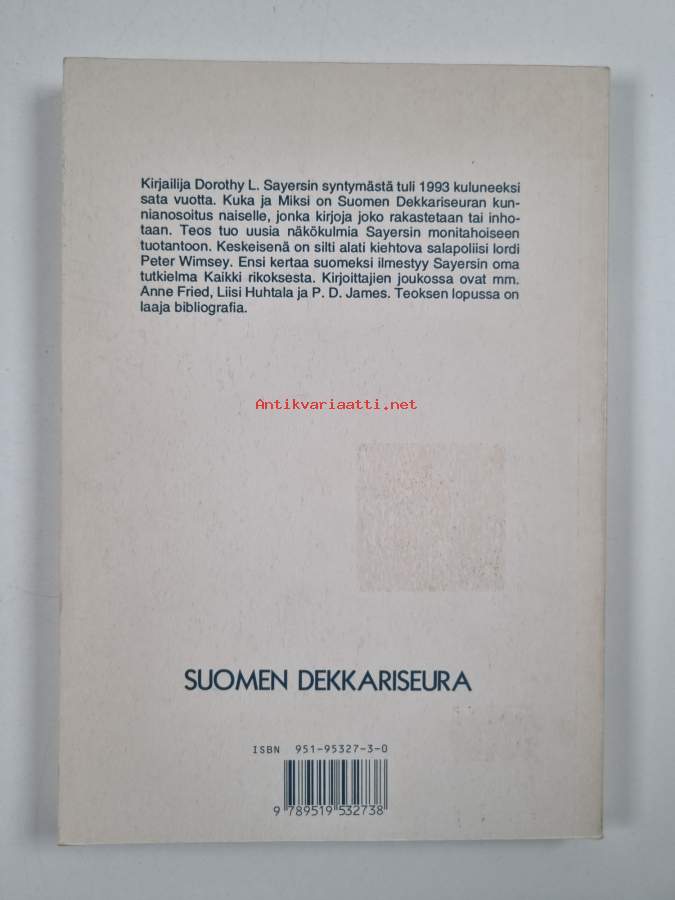 Kirjailija Dorothy L. Sayersin syntymästä tuli 1993 kuluneeksi
sata vuotta. Kuka ja Miksi on Suomen Dekkariseuran kun-
nianosoitus naiselle, jonka kirjoja joko rakastetaan tai inho-
taan. Teos tuo uusia näkökulmia Sayersin monitahoiseen
tuotantoon. Keskeisenä on silti alati kiehtova salapoliisi lordi
Peter Wimsey. Ensi kertaa suomeksi ilmestyy Sayersin oma
tutkielma Kaikki rikoksesta. Kirjoittajien joukossa ovat mm.
Anne Fried, Liisi Huhtala ja P. D. James. Teoksen lopussa on
laaja bibliografia.
Antikvariaatti.net
SUOMEN DEKKARISEURA
ISBN 951-95327-3-0
9 789519 532738